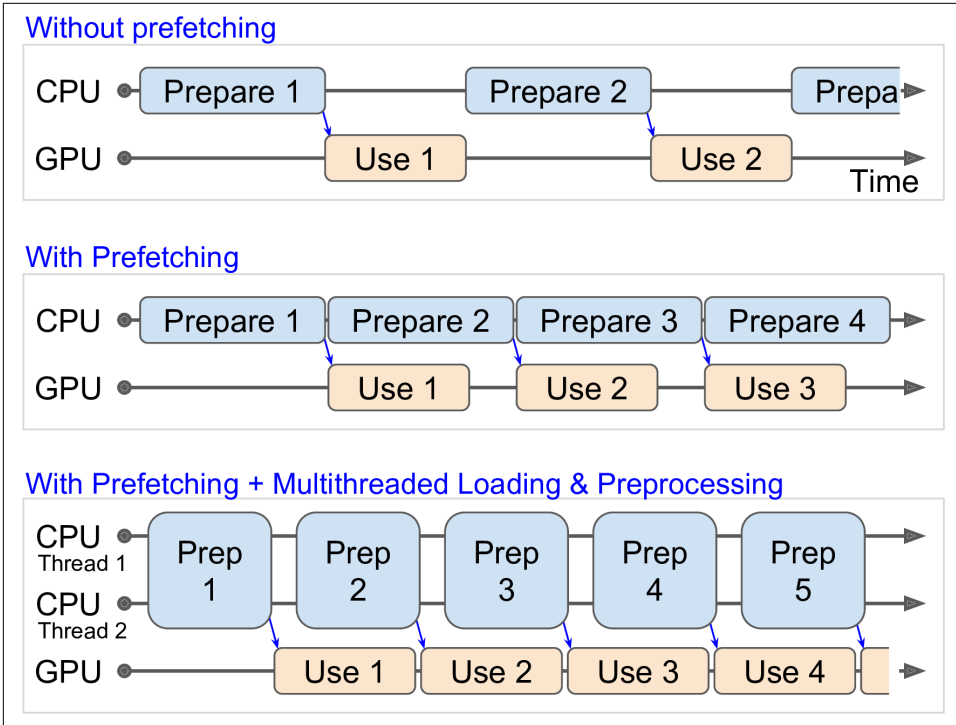 Without prefetching
CPU Prepare 1 Prepare 2 Prepa
GPU Use 1 Use 2
Time
With Prefetching
CPU Prepare 1 Prepare 2 Prepare 3 Prepare 4
GPU Use 1 Use 2 Use 3
With Prefetching + Multithreaded Loading & Preprocessing
CPU
Thread 1
Prep
1
Prep
2
Prep
3
Prep
4
Prep
5
CPU
Thread 2
GPU Use 1 Use 2 Use 3 Use 4